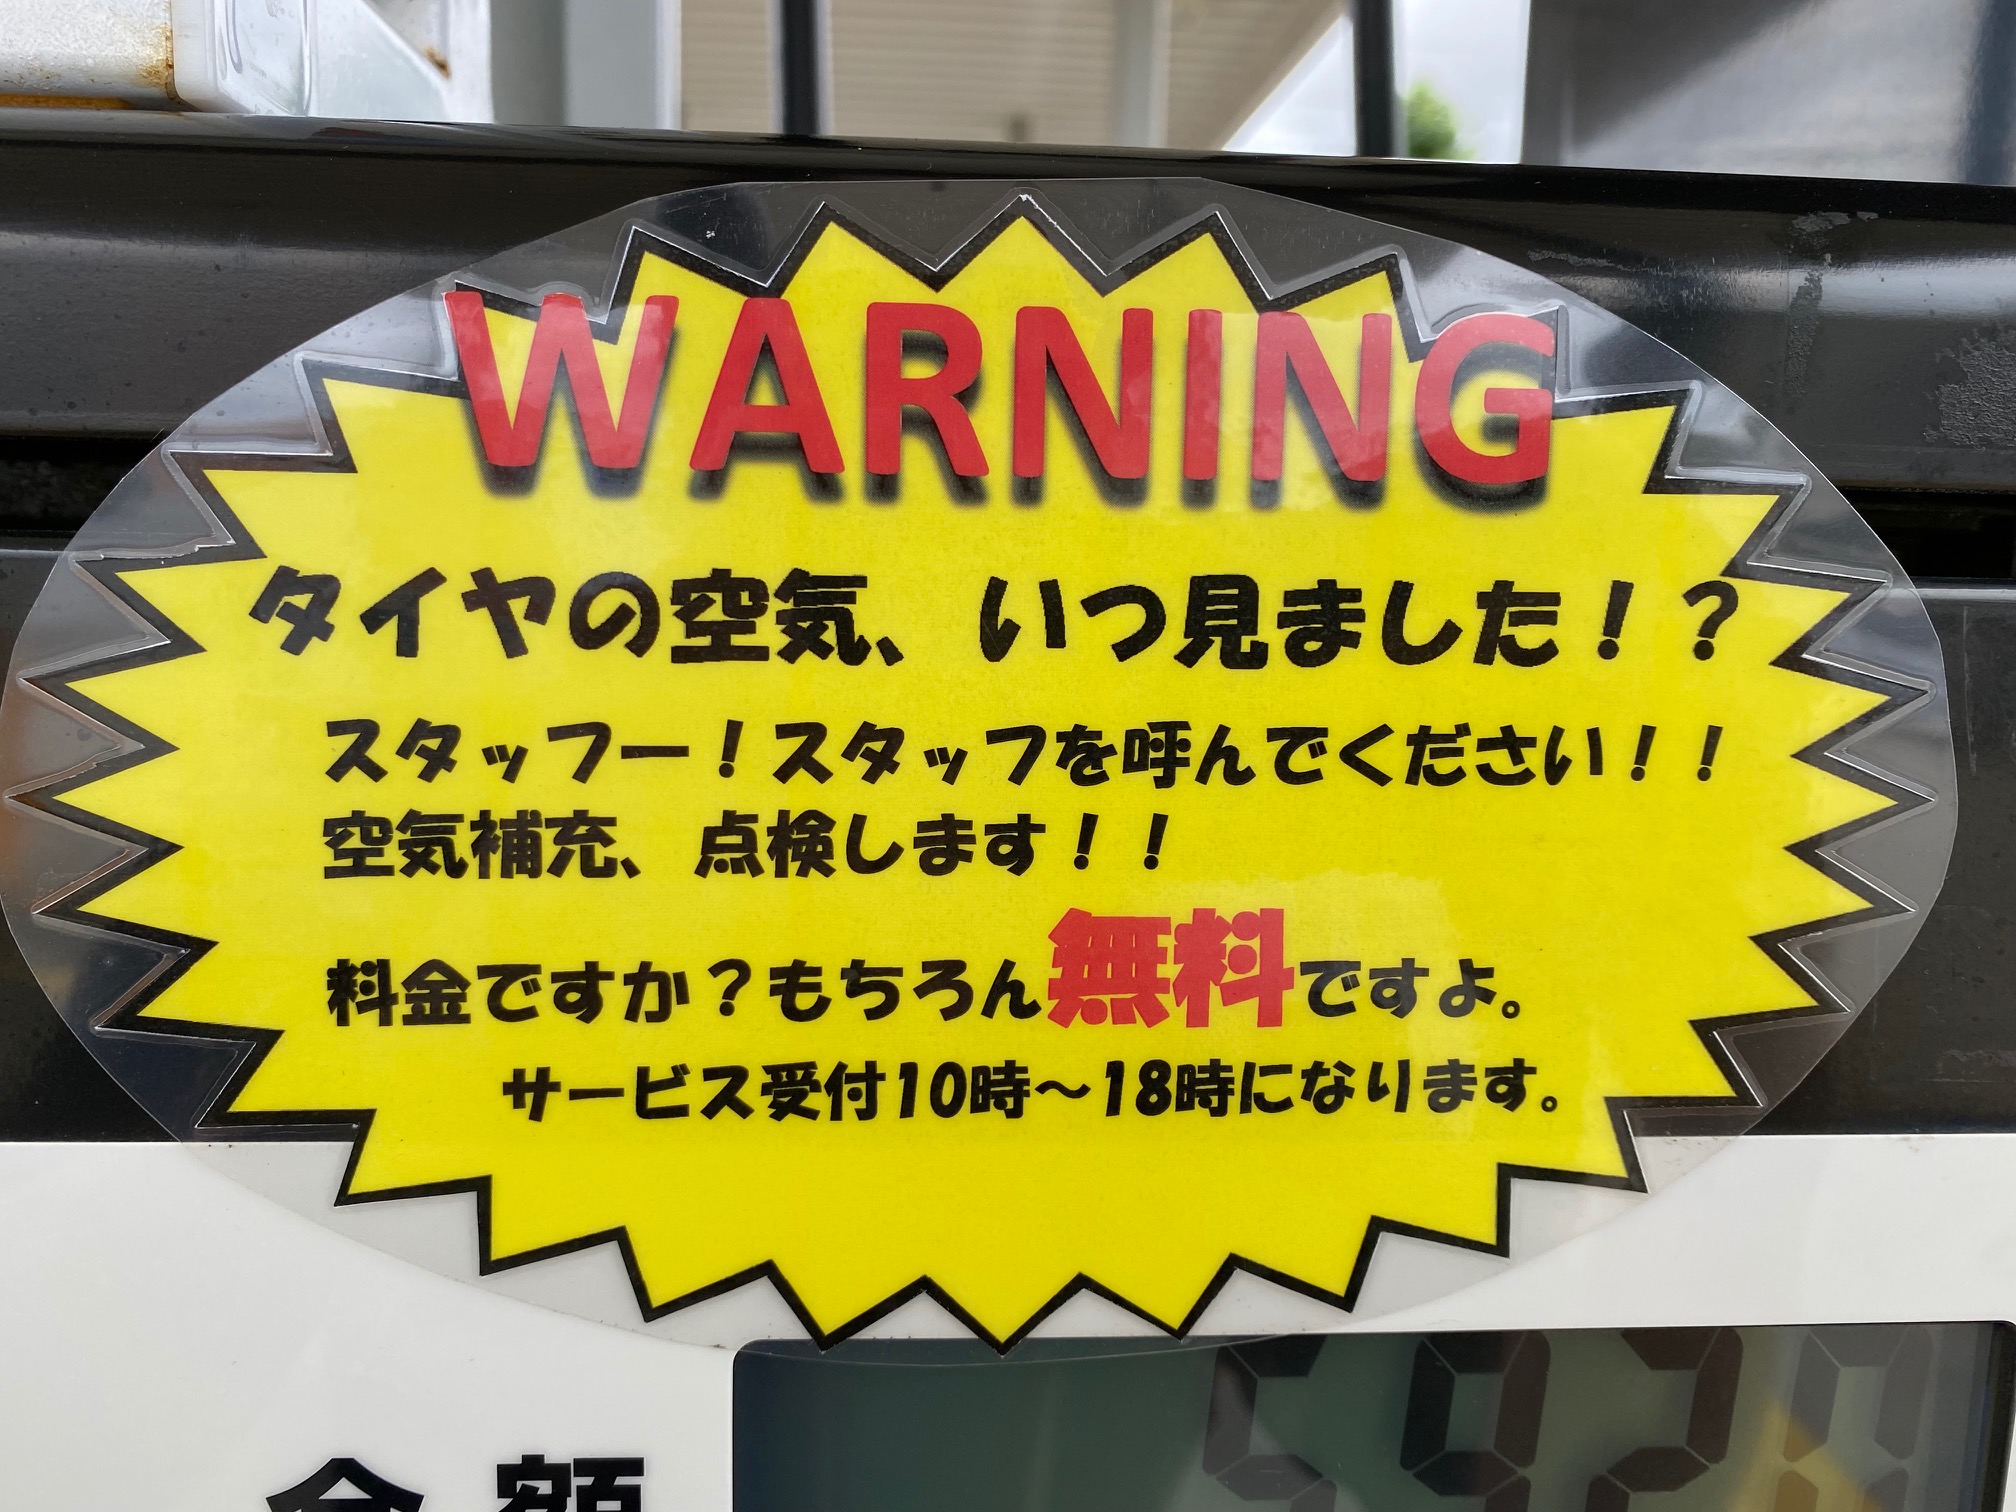 WARNING
タイヤの空気、いつ見ました！？
スタッフー！スタッフを呼んでください！！
空気補充、点検します！！
料金ですか？もちろん無料ですよ。
サービス受付10時～18時になります。
金額